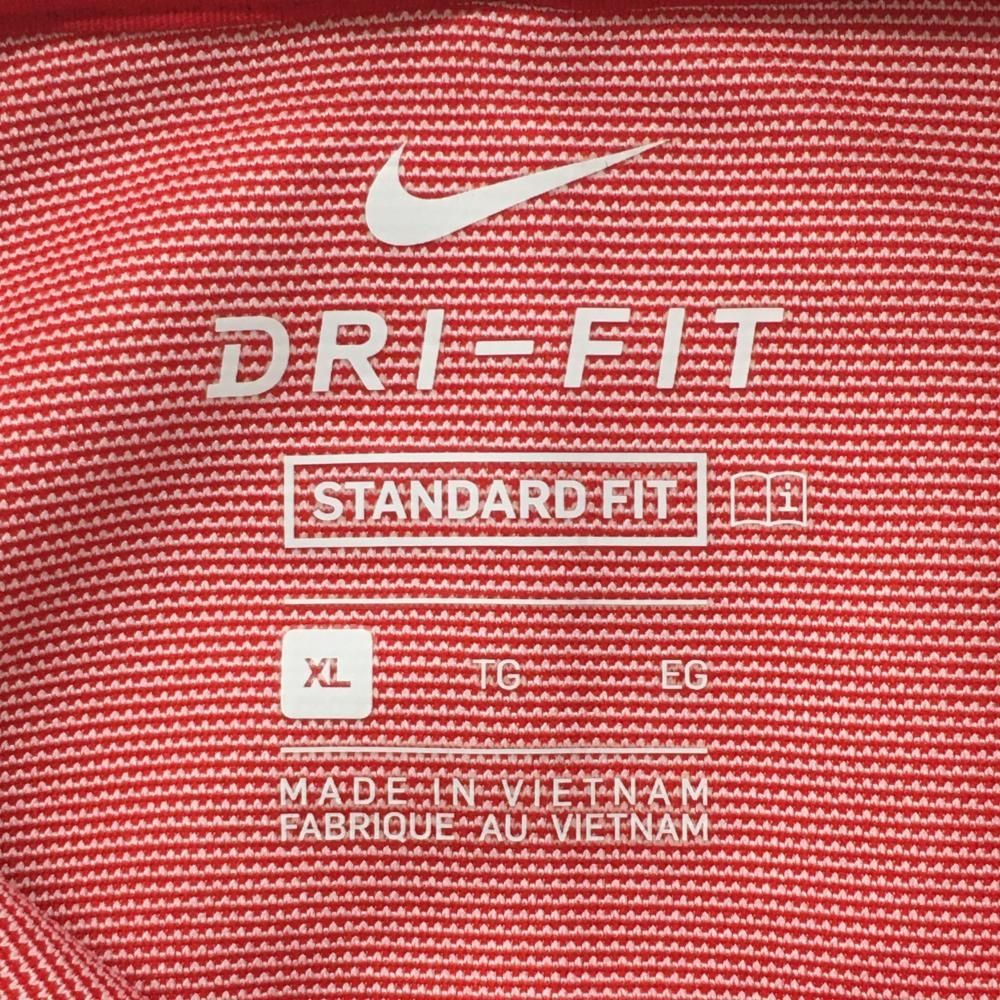 DRI-FIT
STANDARD FIT i
XL TG EG
MADE IN VIETNAM
FABRIQUE AU VIETNAM